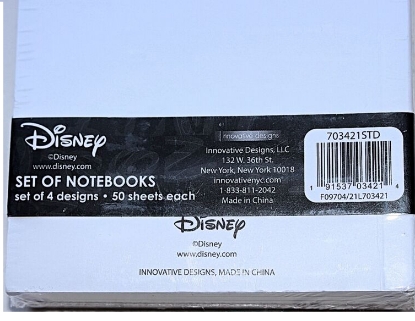 Disney
©Disney
www.disney.com
SET OF NOTEBOOKS
set of 4 designs • 50 sheets each
innovative designs
Innovative Designs, LLC
132 W. 36th St.
New York, New York 10018
innovativenyc.com
1-833-811-2042
Made in China
703421STD
1 91537 03421 4
F09704/21L703421
Disney
©Disney
www.disney.com
INNOVATIVE DESIGNS, MADE IN CHINA